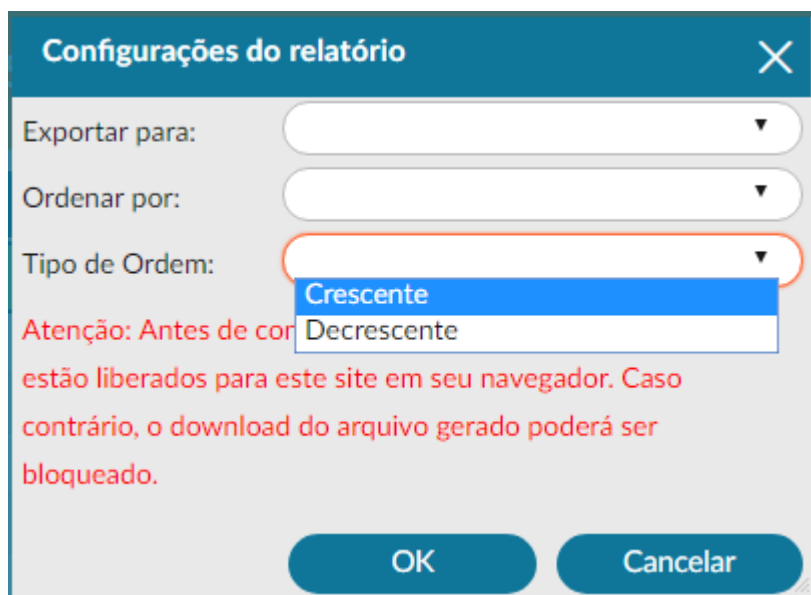 Configurações do relatório
Exportar para:
Ordenar por:
Tipo de Ordem:
Crescente
Decrescente
Atenção: Antes de
estão liberados para este site em seu navegador. Caso
contrário, o download do arquivo gerado poderá ser
bloqueado.
OK
Cancelar